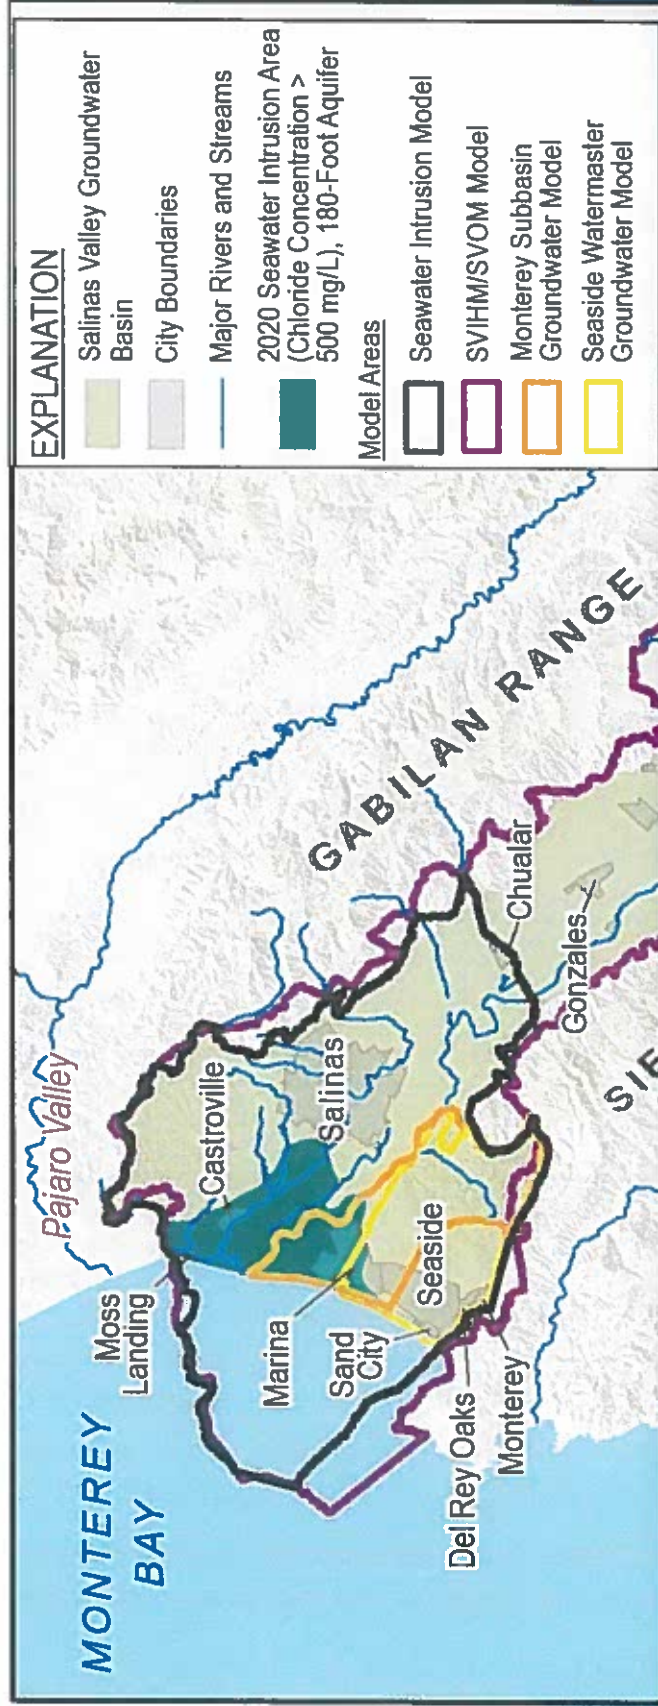 EXPLANATION
Salinas Valley Groundwater
Basin
City Boundaries
Major Rivers and Streams
2020 Seawater Intrusion Area
(Chloride Concentration >
500 mg/L), 180-Foot Aquifer
Model Areas
Seawater Intrusion Model
SVIHM/SVOM Model
Monterey Subbasin
Groundwater Model
Seaside Watermaster
Groundwater Model
MONTEREY
BAY
Pajaro Valley
Moss
Landing
Castroville
Salinas
Marina
Sand
City
Seaside
Del Rey Oaks
Monterey
GABILAN RANGE
Chualar
Gonzales
SIE